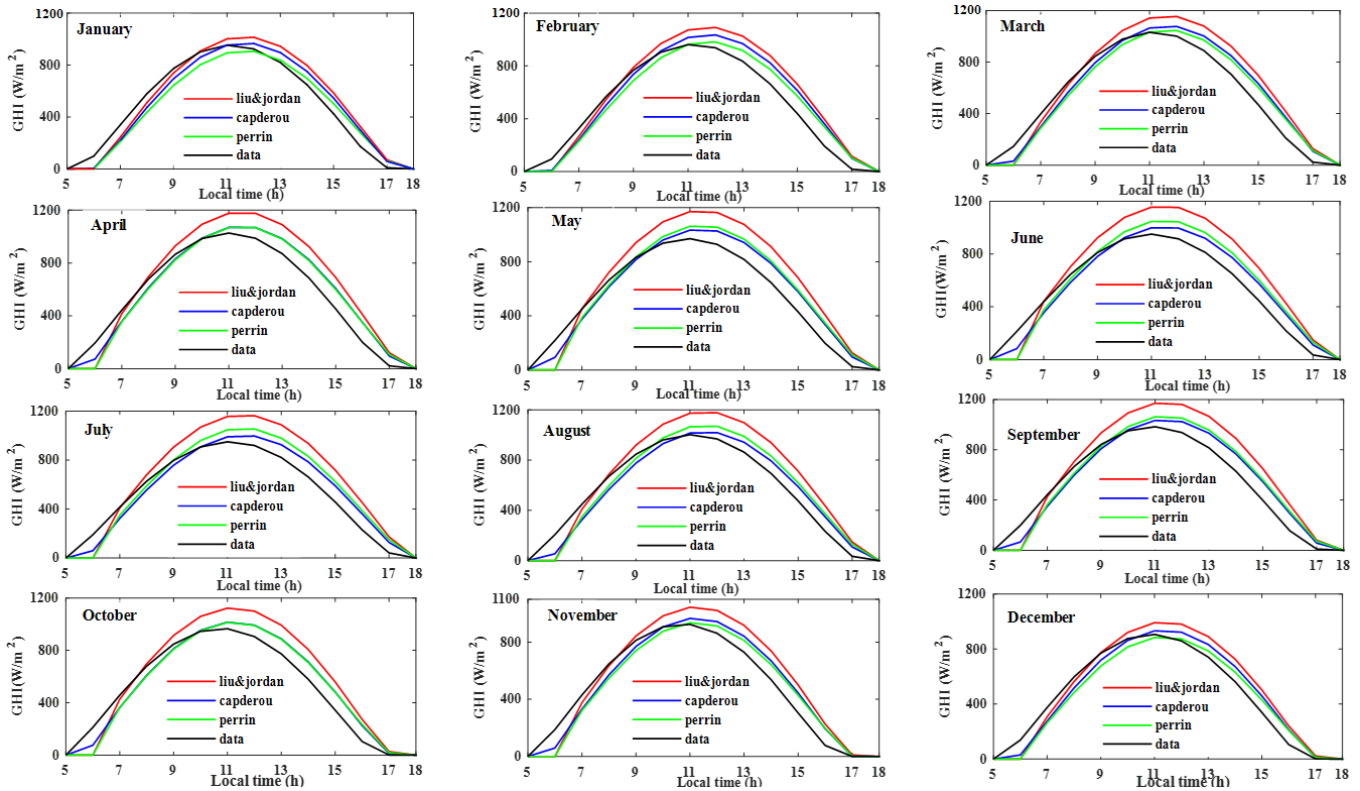 January
GHI (W/m²)
1200
800
400
0
liu&jordan
capderou
perrin
data
5 7 9 11 13 15 17 18
Local time (h)
February
GHI (W/m²)
1200
800
400
0
liu&jordan
capderou
perrin
data
5 7 9 11 13 15 17 18
Local time (h)
March
GHI (W/m²)
1200
800
400
0
liu&jordan
capderou
perrin
data
5 7 9 11 13 15 17 18
Local time (h)
April
GHI (W/m²)
1200
800
400
0
liu&jordan
capderou
perrin
data
5 7 9 11 13 15 17 18
Local time (h)
May
GHI (W/m²)
1200
800
400
0
liu&jordan
capderou
perrin
data
5 7 9 11 13 15 17 18
Local time (h)
June
GHI(W/m²)
1200
800
400
0
liu&jordan
capderou
perrin
data
5 7 9 11 13 15 17 18
Local time (h)
July
GHI (W/m²)
1200
800
400
0
liu&jordan
capderou
perrin
data
5 7 9 11 13 15 17 18
Local time (h)
August
GHI (W/m²)
1200
800
400
0
liu&jordan
capderou
perrin
data
5 7 9 11 13 15 17 18
Local time (h)
September
GHI (W/m²)
1200
800
400
0
liu&jordan
capderou
perrin
data
5 7 9 11 13 15 17 18
Local time (h)
October
GHI(W/m²)
1200
800
400
0
liu&jordan
capderou
perrin
data
5 7 9 11 13 15 17 18
Local time (h)
November
GHI (W/m²)
1100
800
400
0
liu&jordan
capderou
perrin
data
5 7 9 11 13 15 17 18
Local time (h)
December
GHI (W/m²)
1200
800
400
0
liu&jordan
capderou
perrin
data
5 7 9 11 13 15 17 18
Local time (h)